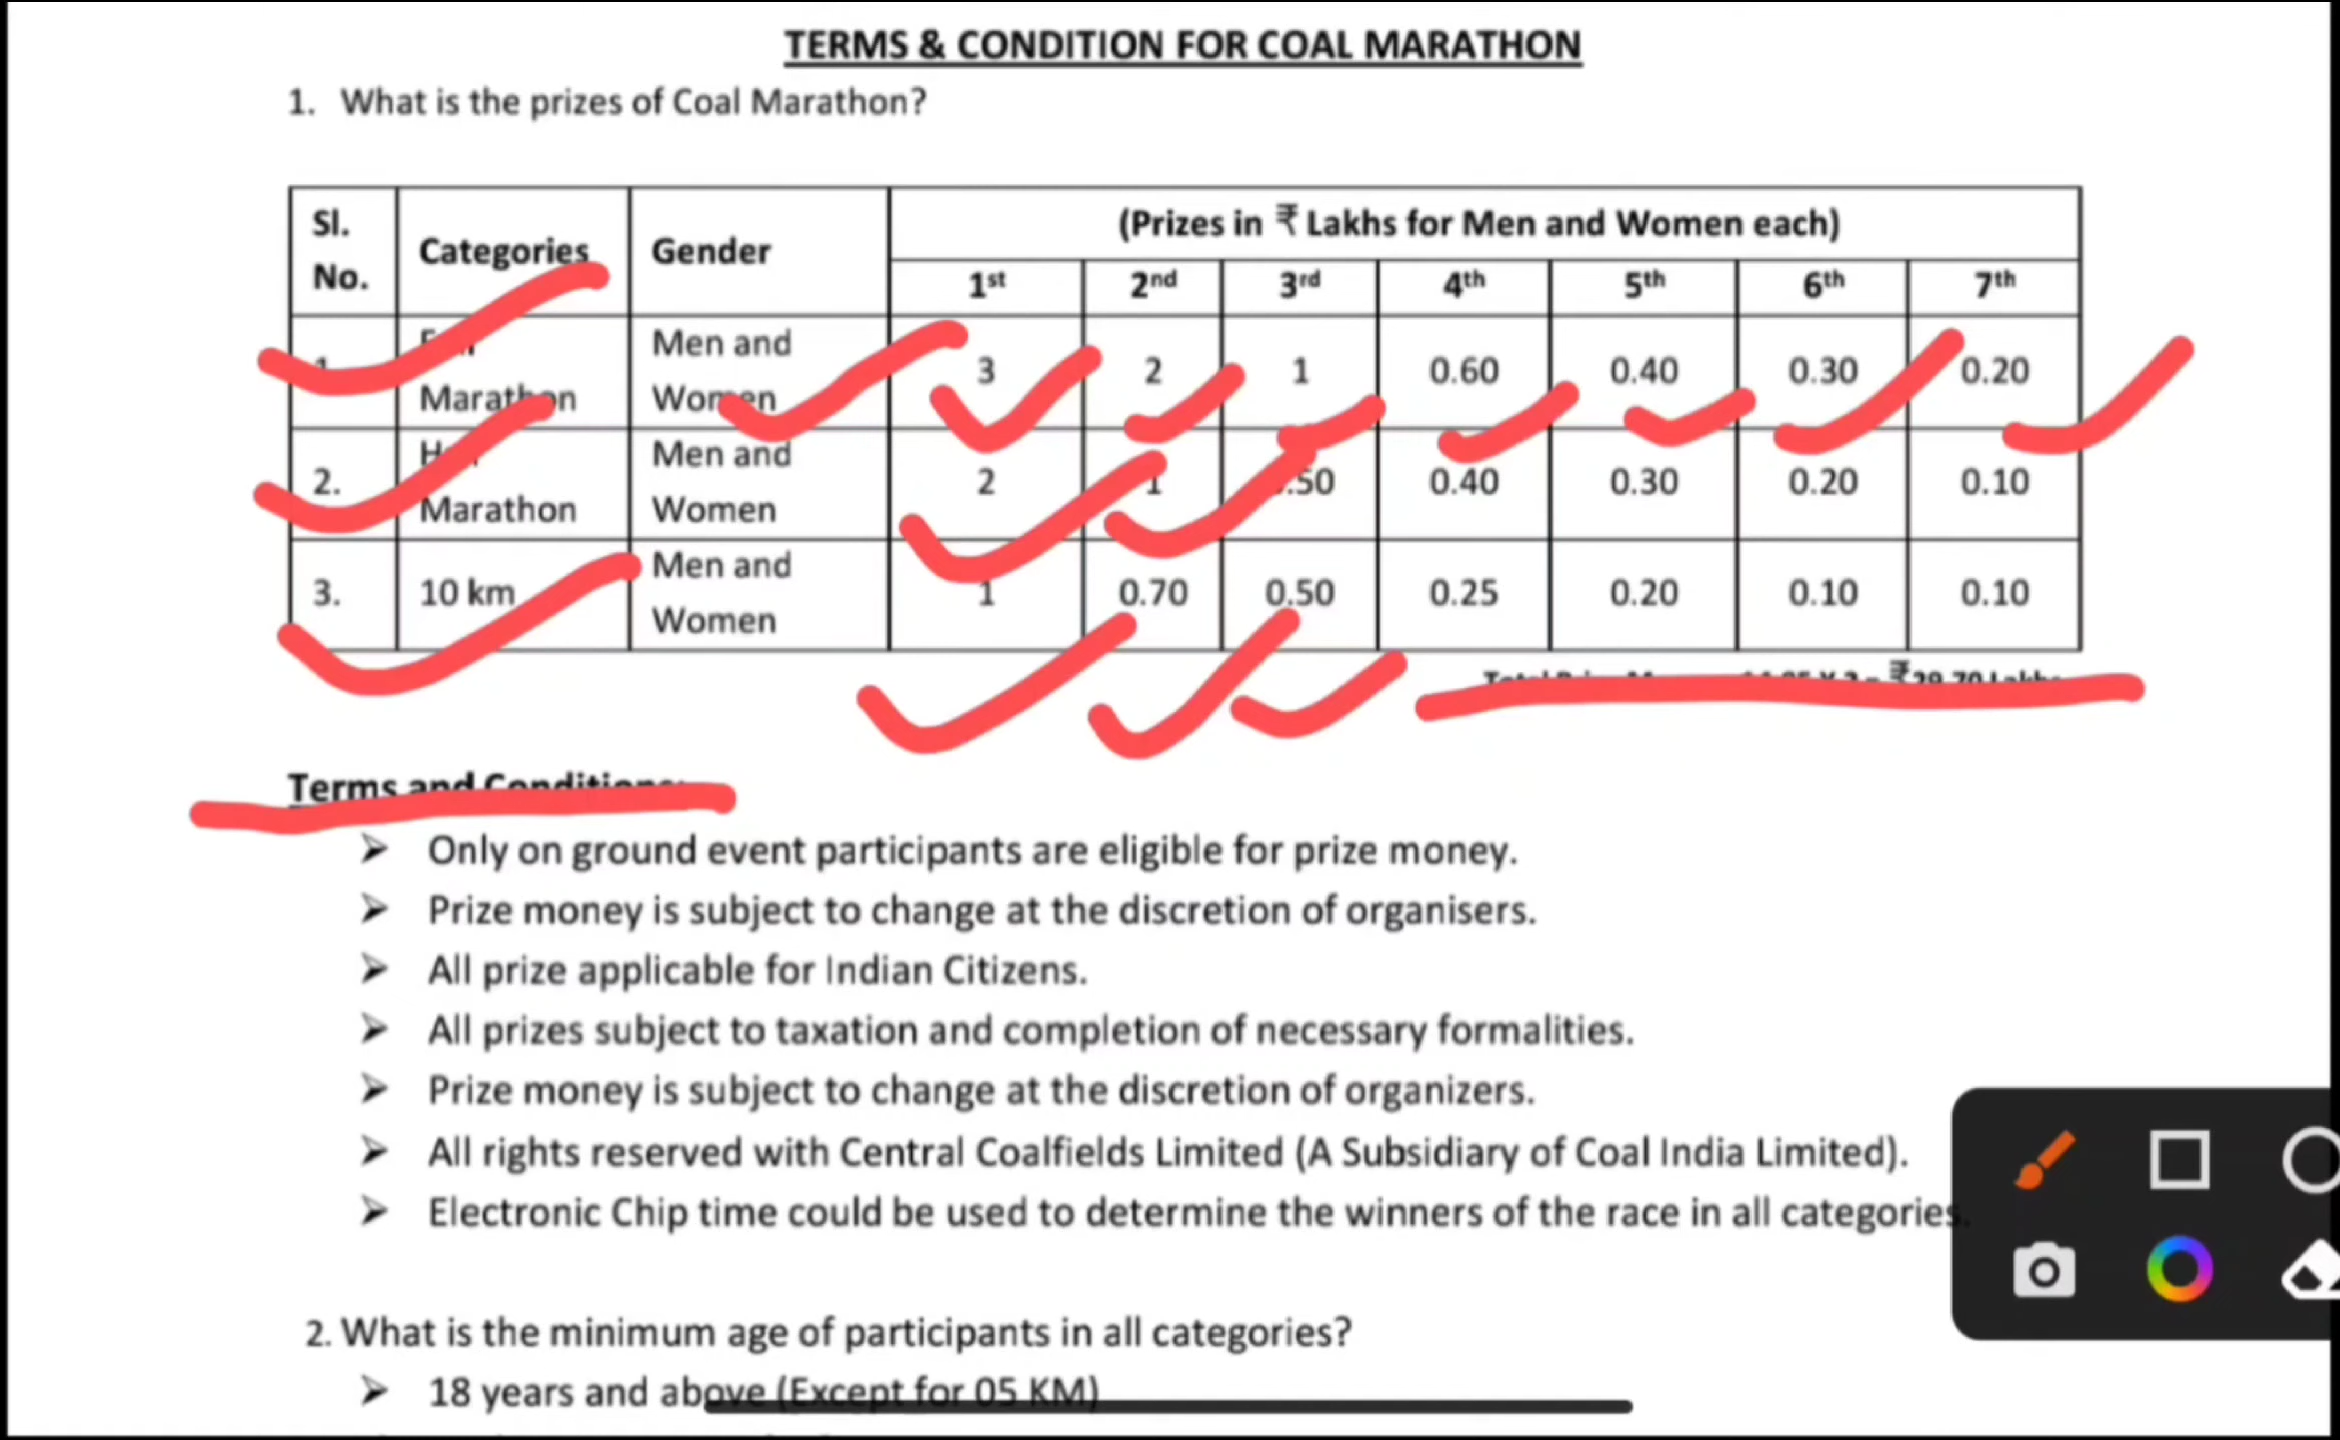 TERMS & CONDITION FOR COAL MARATHON
1. What is the prizes of Coal Marathon?
Sl. No. Categories Gender (Prizes in ₹ Lakhs for Men and Women each)
1st 2nd 3rd 4th 5th 6th 7th
Marathon Men and Women 3 2 1 0.60 0.40 0.30 0.20
2. Marathon Men and Women 2 1 .50 0.40 0.30 0.20 0.10
3. 10 km Men and Women 1 0.70 0.50 0.25 0.20 0.10 0.10
Terms and Conditions:
➢ Only on ground event participants are eligible for prize money.
➢ Prize money is subject to change at the discretion of organisers.
➢ All prize applicable for Indian Citizens.
➢ All prizes subject to taxation and completion of necessary formalities.
➢ Prize money is subject to change at the discretion of organizers.
➢ All rights reserved with Central Coalfields Limited (A Subsidiary of Coal India Limited).
➢ Electronic Chip time could be used to determine the winners of the race in all categories.
2. What is the minimum age of participants in all categories?
➢ 18 years and above (Except for 05 KM)